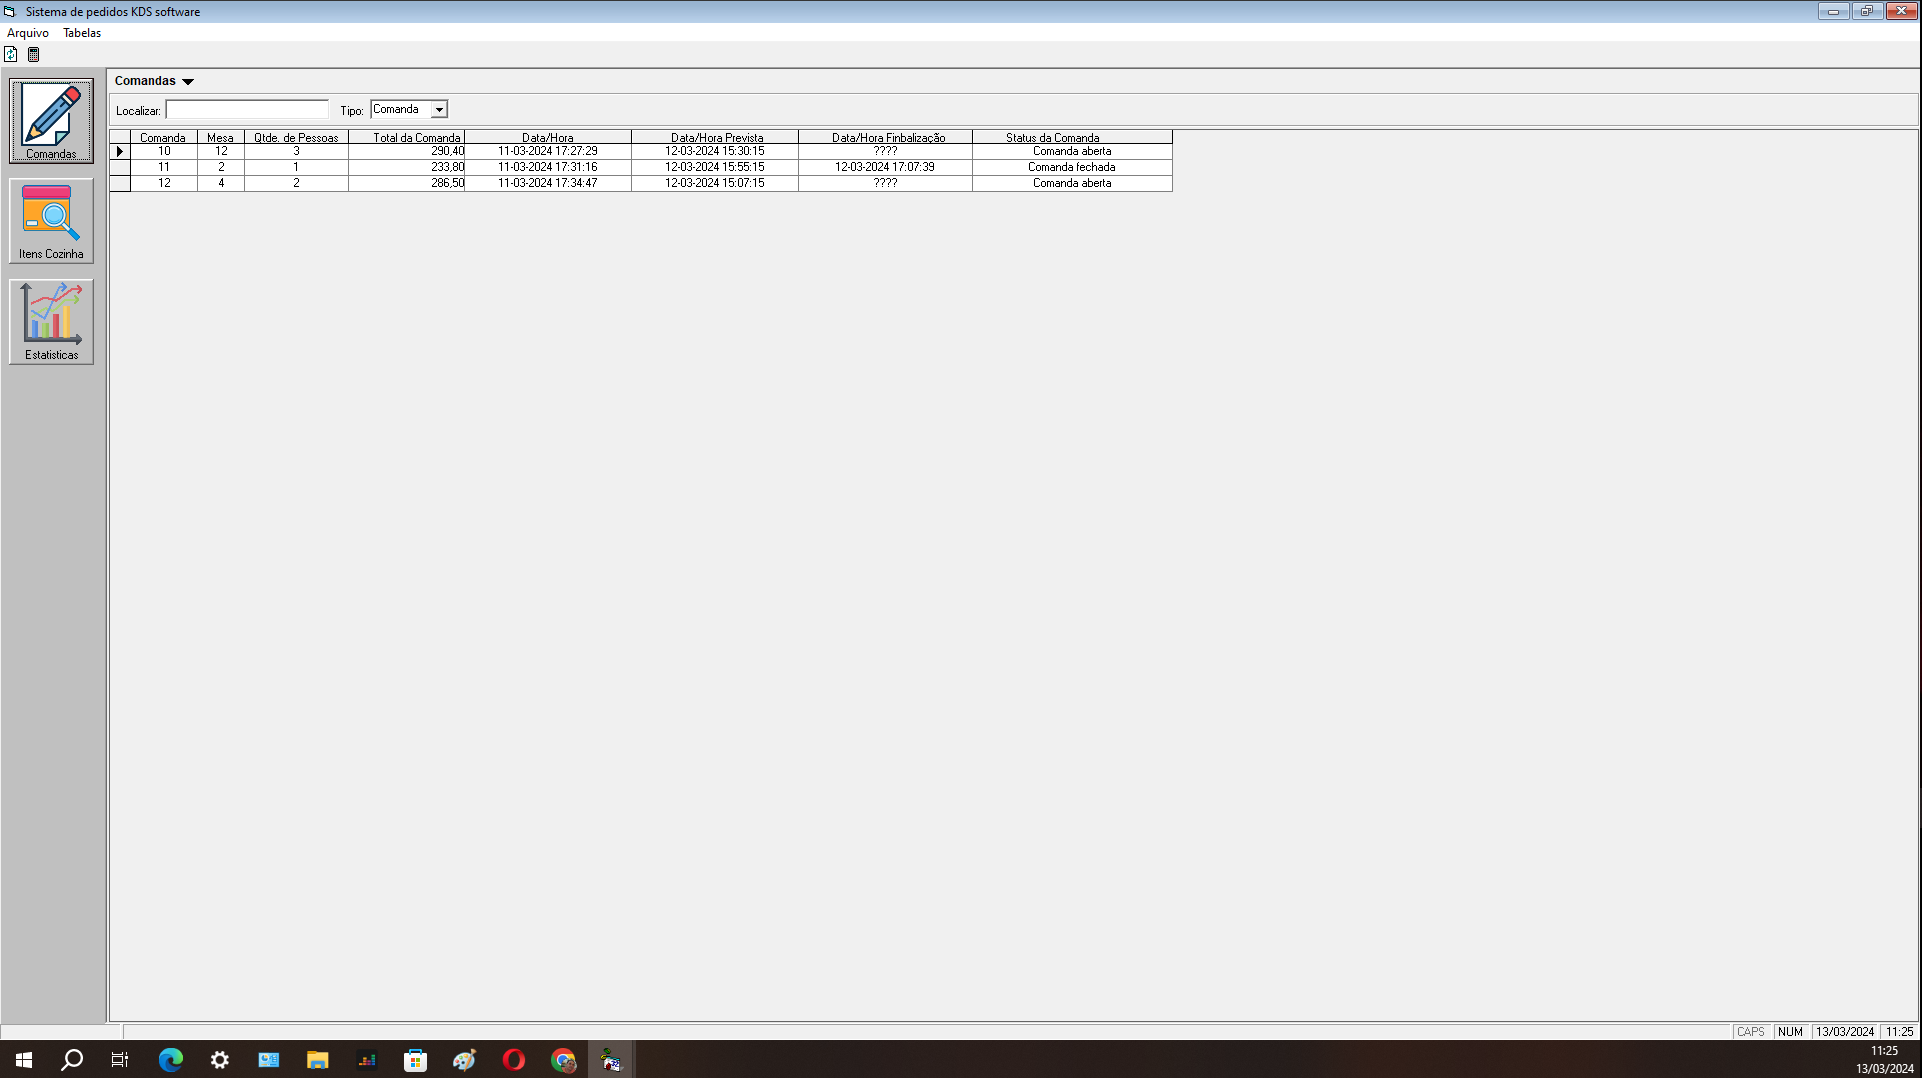 Sistema de pedidos KDS software
Arquivo Tabelas
Comandas
Itens Cozinha
Estatisticas
Comandas
Localizar: Tipo: Comanda
Comanda Mesa Qtde. de Pessoas Total da Comanda Data/Hora Data/Hora Prevista Data/Hora Finbalização Status da Comanda
10 12 3 290,40 11-03-2024 17:27:29 12-03-2024 15:30:15 ???? Comanda aberta
11 2 1 233,80 11-03-2024 17:31:16 12-03-2024 15:55:15 12-03-2024 17:07:39 Comanda fechada
12 4 2 286,50 11-03-2024 17:34:47 12-03-2024 15:07:15 ???? Comanda aberta
CAPS NUM 13/03/2024 11:25
11:25
13/03/2024